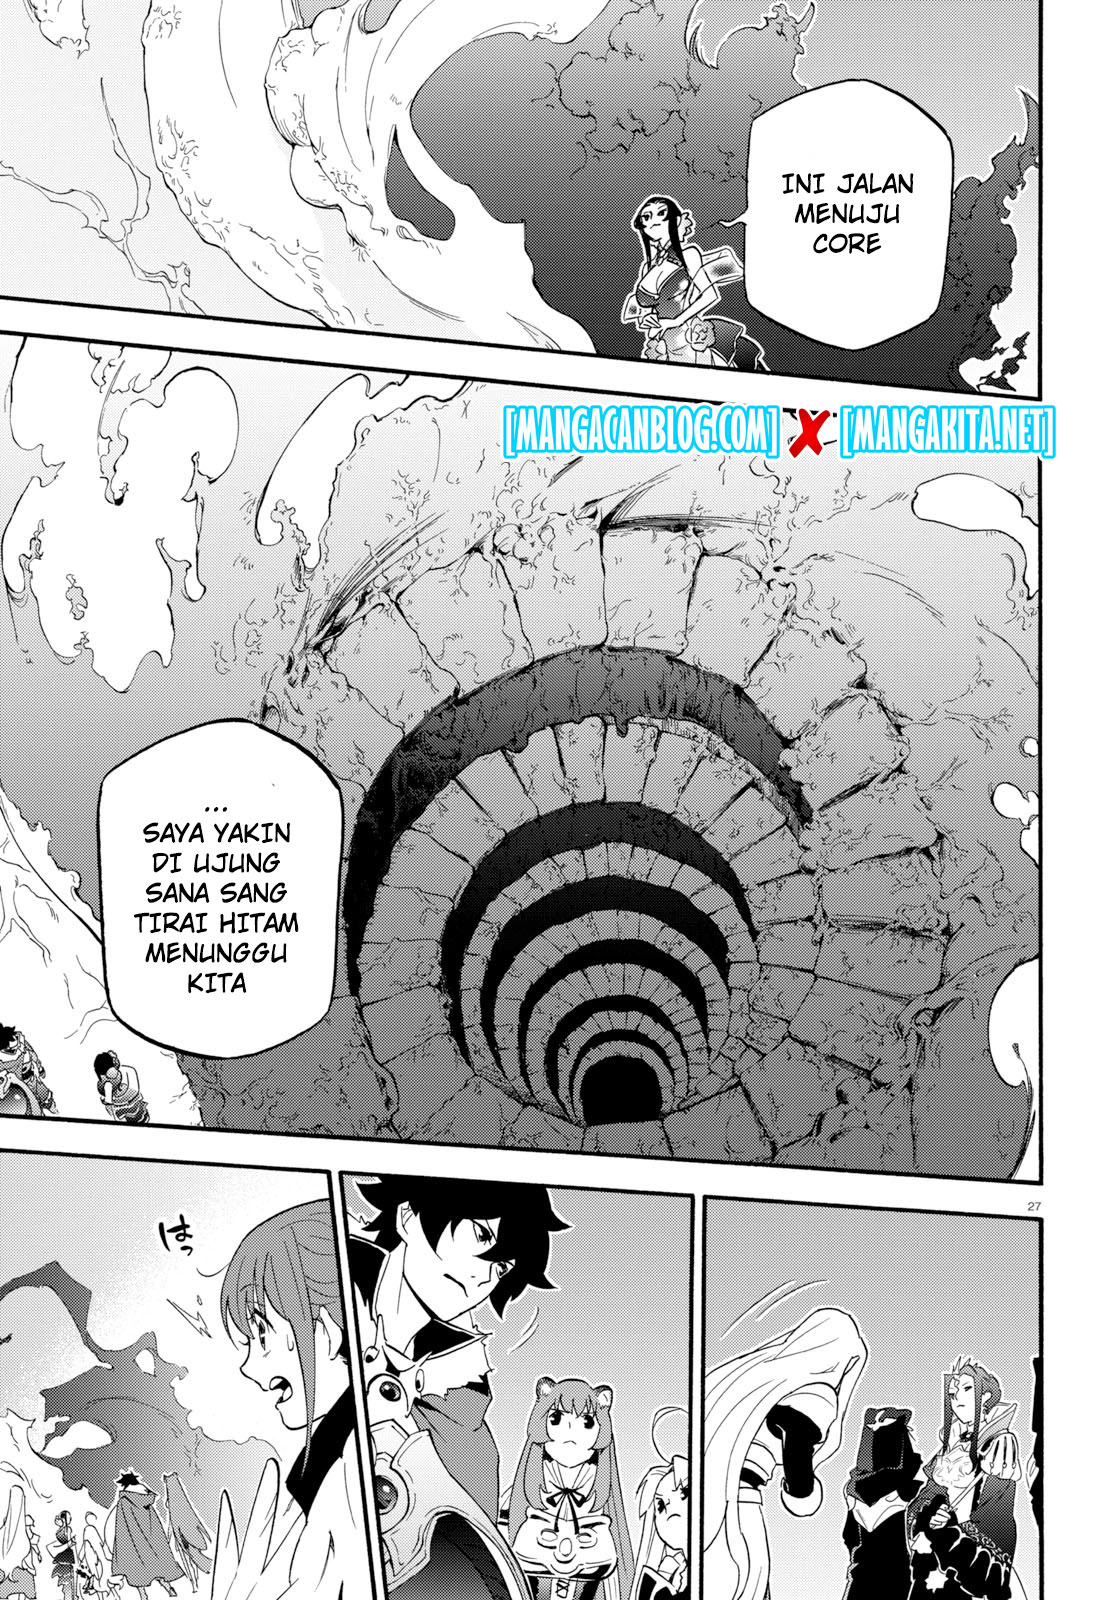 INI JALAN
MENUJU
CORE
[MANGACANBLOG.COM] X [MANGAKITA.NET]
...
SAYA YAKIN
DI UJUNG
SANA SANG
TIRAI HITAM
MENUNGGU
KITA
27
はっ